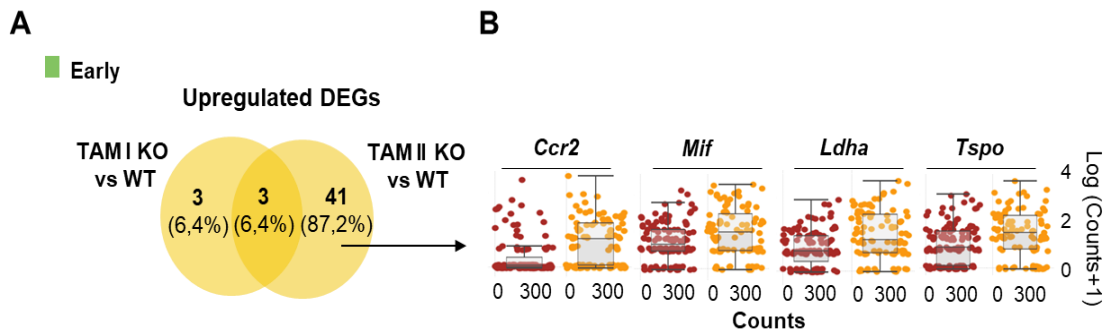 A
B
Early
Upregulated DEGs
TAM I KO
vs WT
TAM II KO
vs WT
3
(6,4%)
3
(6,4%)
41
(87,2%)
Ccr2
Mif
Ldha
Tspo
4
2
0
Log (Counts+1)
0 300 0 300 0 300 0 300 0 300 0 300 0 300 0 300
Counts